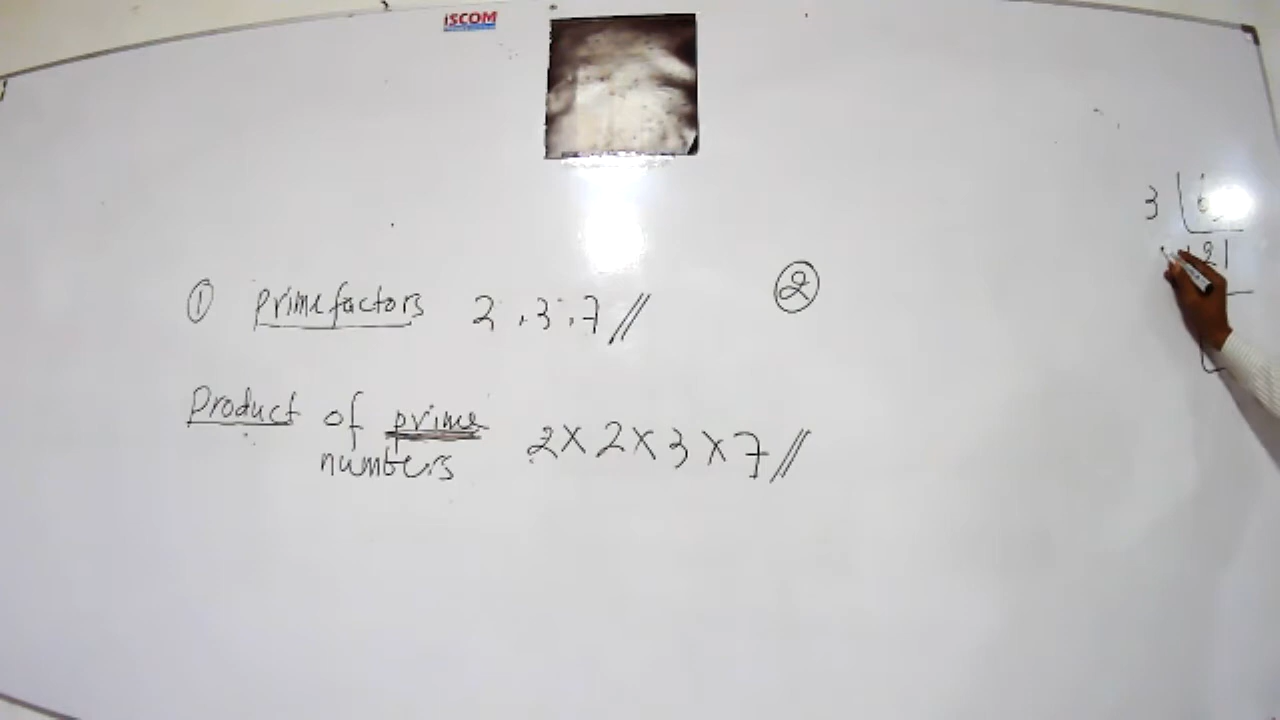 iSCOM
① Prime factors 2, 3, 7 //
②
Product of prime
numbers
2 × 2 × 3 × 7 //
3
21